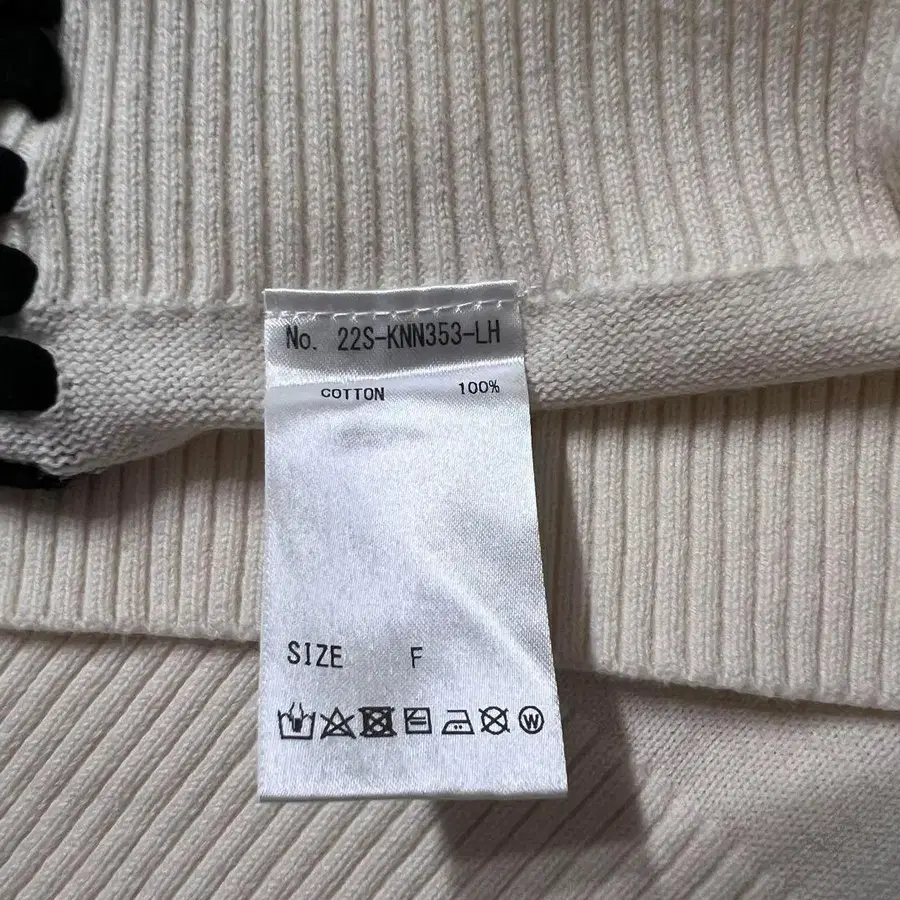 No. 22S-KNN353-LH
COTTON 100%
SIZE F
W